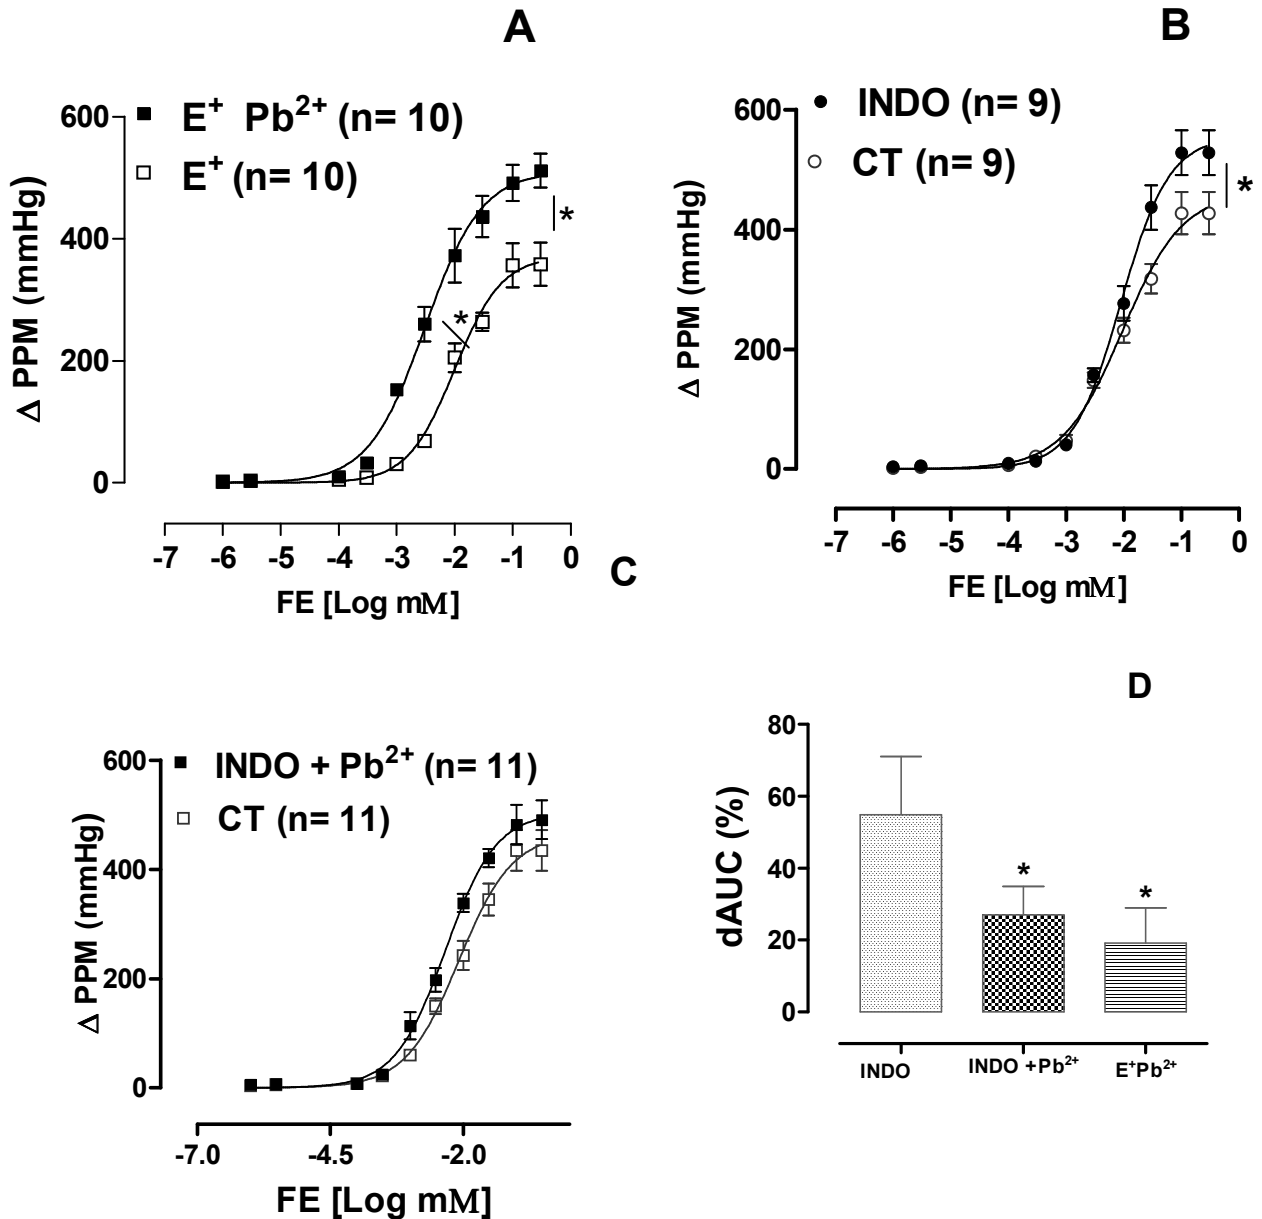 A
E⁺ Pb²⁺ (n= 10)
E⁺ (n= 10)
600
400
200
0
Δ PPM (mmHg)
*
*
-7 -6 -5 -4 -3 -2 -1 0
FE [Log mM]
B
INDO (n= 9)
CT (n= 9)
600
400
200
0
Δ PPM (mmHg)
*
-7 -6 -5 -4 -3 -2 -1 0
FE [Log mM]
C
INDO + Pb²⁺ (n= 11)
CT (n= 11)
600
400
200
0
Δ PPM (mmHg)
-7.0 -4.5 -2.0
FE [Log mM]
D
80
60
40
20
0
dAUC (%)
*
*
INDO INDO +Pb²⁺ E⁺Pb²⁺